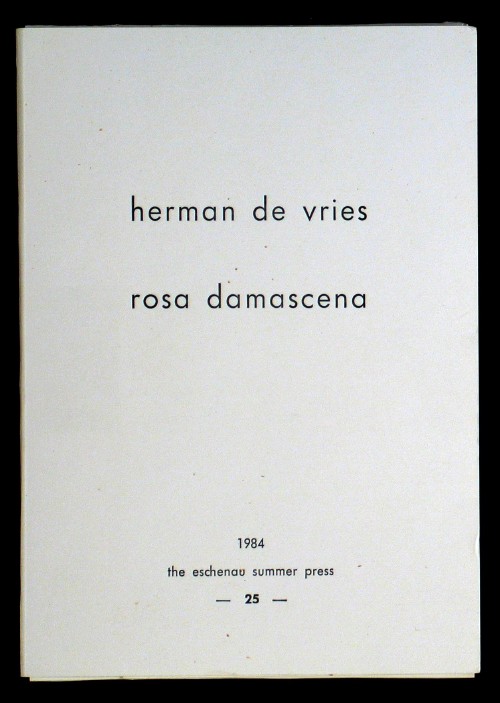 herman de vries
rosa damascena
1984
the eschenau summer press
— 25 —